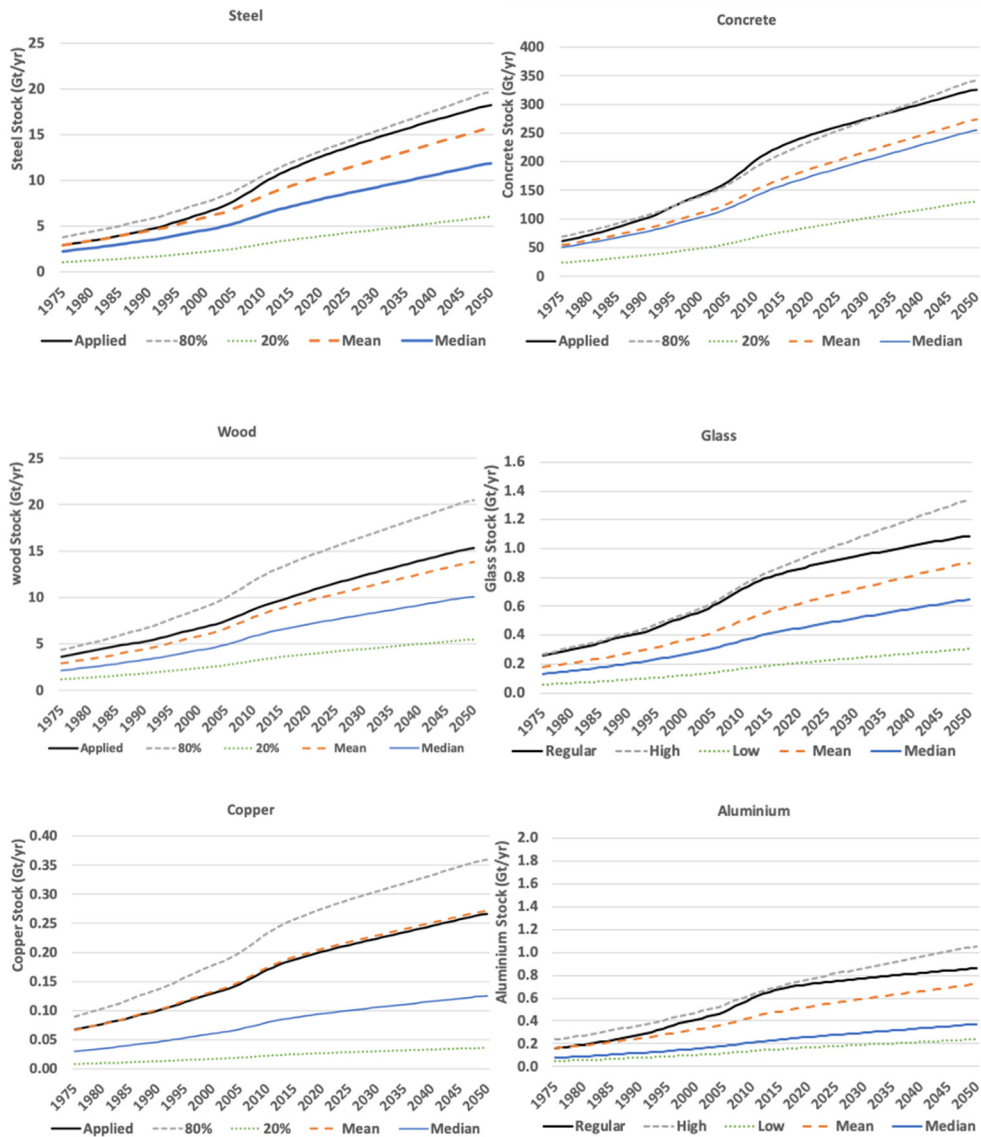 Steel
Steel Stock (Gt/yr)
25
20
15
10
5
0
1975 1980 1985 1990 1995 2000 2005 2010 2015 2020 2025 2030 2035 2040 2045 2050
Applied 80% 20% Mean Median
Concrete
Concrete Stock (Gt/yr)
400
350
300
250
200
150
100
50
0
1975 1980 1985 1990 1995 2000 2005 2010 2015 2020 2025 2030 2035 2040 2045 2050
Applied 80% 20% Mean Median
Wood
wood Stock (Gt/yr)
25
20
15
10
5
0
1975 1980 1985 1990 1995 2000 2005 2010 2015 2020 2025 2030 2035 2040 2045 2050
Applied 80% 20% Mean Median
Glass
Glass Stock (Gt/yr)
1.6
1.4
1.2
1.0
0.8
0.6
0.4
0.2
0.0
1975 1980 1985 1990 1995 2000 2005 2010 2015 2020 2025 2030 2035 2040 2045 2050
Regular High Low Mean Median
Copper
Copper Stock (Gt/yr)
0.40
0.35
0.30
0.25
0.20
0.15
0.10
0.05
0.00
1975 1980 1985 1990 1995 2000 2005 2010 2015 2020 2025 2030 2035 2040 2045 2050
Applied 80% 20% Mean Median
Aluminium
Aluminium Stock (Gt/yr)
2.0
1.8
1.6
1.4
1.2
1.0
0.8
0.6
0.4
0.2
0.0
1975 1980 1985 1990 1995 2000 2005 2010 2015 2020 2025 2030 2035 2040 2045 2050
Regular High Low Mean Median